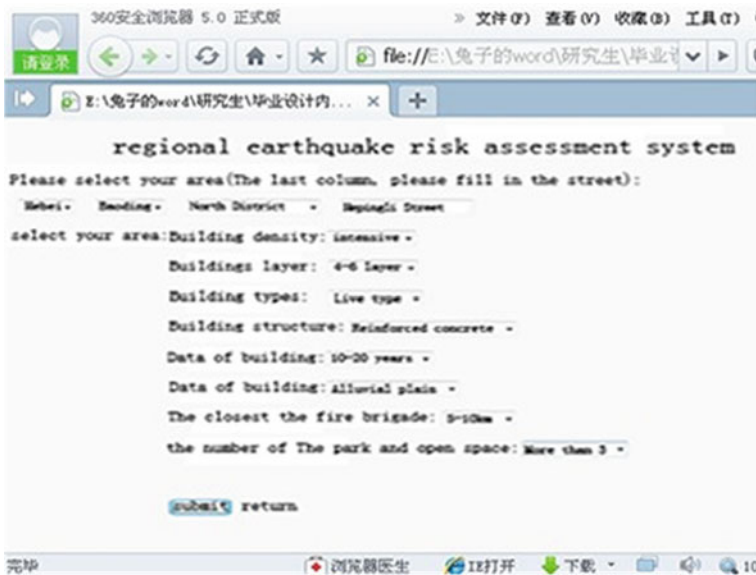 360安全浏览器 5.0 正式版 » 文件(F) 查看(V) 收藏(B) 工具(T)
请登录 file://E:\兔子的word\研究生\毕业设
E:\兔子的word\研究生\毕业设计内... ×
regional earthquake risk assessment system
Please select your area(The last column, please fill in the street):
Hebei Baoding North District Hepingli Street
select your area:Building density: intensive
Buildings layer: 4-6 layer
Building types: Live type
Building structure: Reinforced concrete
Data of building: 10-20 years
Data of building: Alluvial plain
The closest the fire brigade: 5-10km
the number of The park and open space: More than 3
submit return
完毕 浏览器医生 IE打开 下载